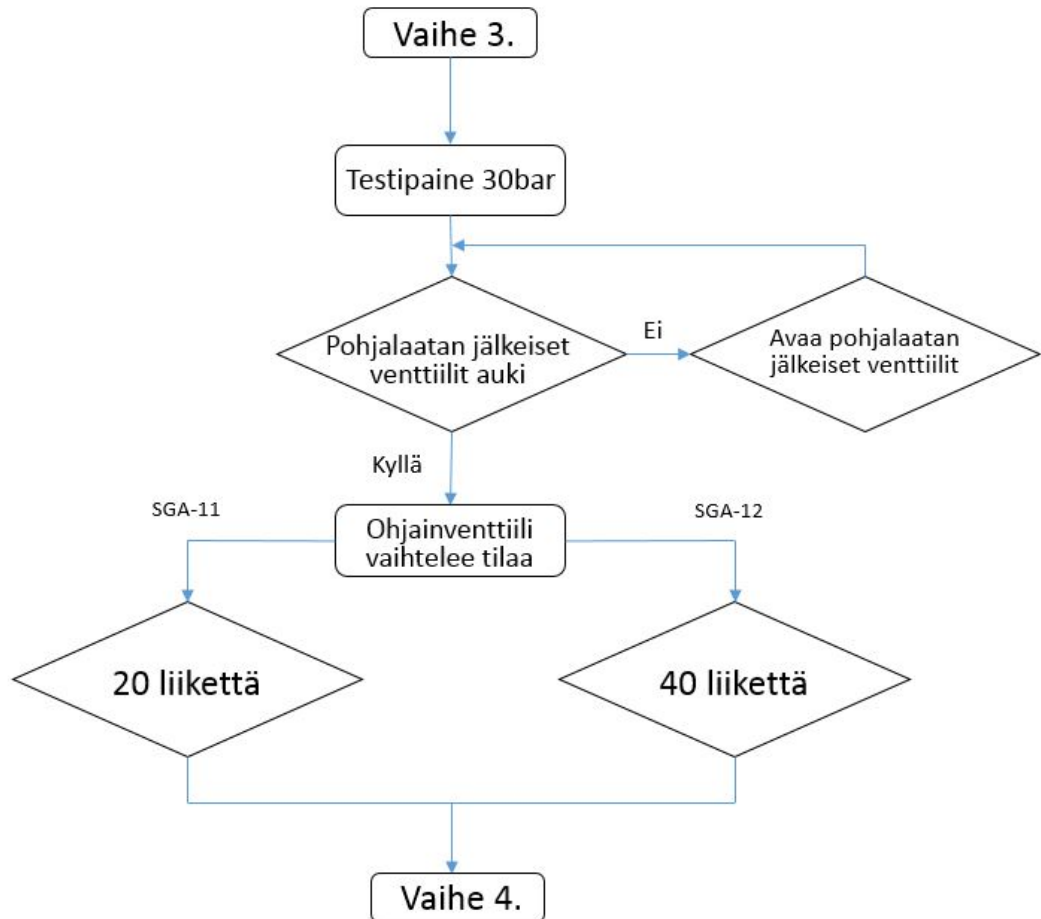 Vaihe 3.
Testipaine 30bar
Pohjalaatan jälkeiset
venttiilit auki
Ei
Avaa pohjalaatan
jälkeiset venttiilit
Kyllä
SGA-11
Ohjainventtiili
vaihtelee tilaa
SGA-12
20 liikettä
40 liikettä
Vaihe 4.